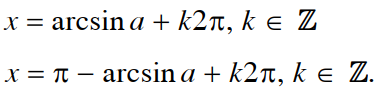 x = arcsin a + k2π, k ∈ ℤ
x = π − arcsin a + k2π, k ∈ ℤ.